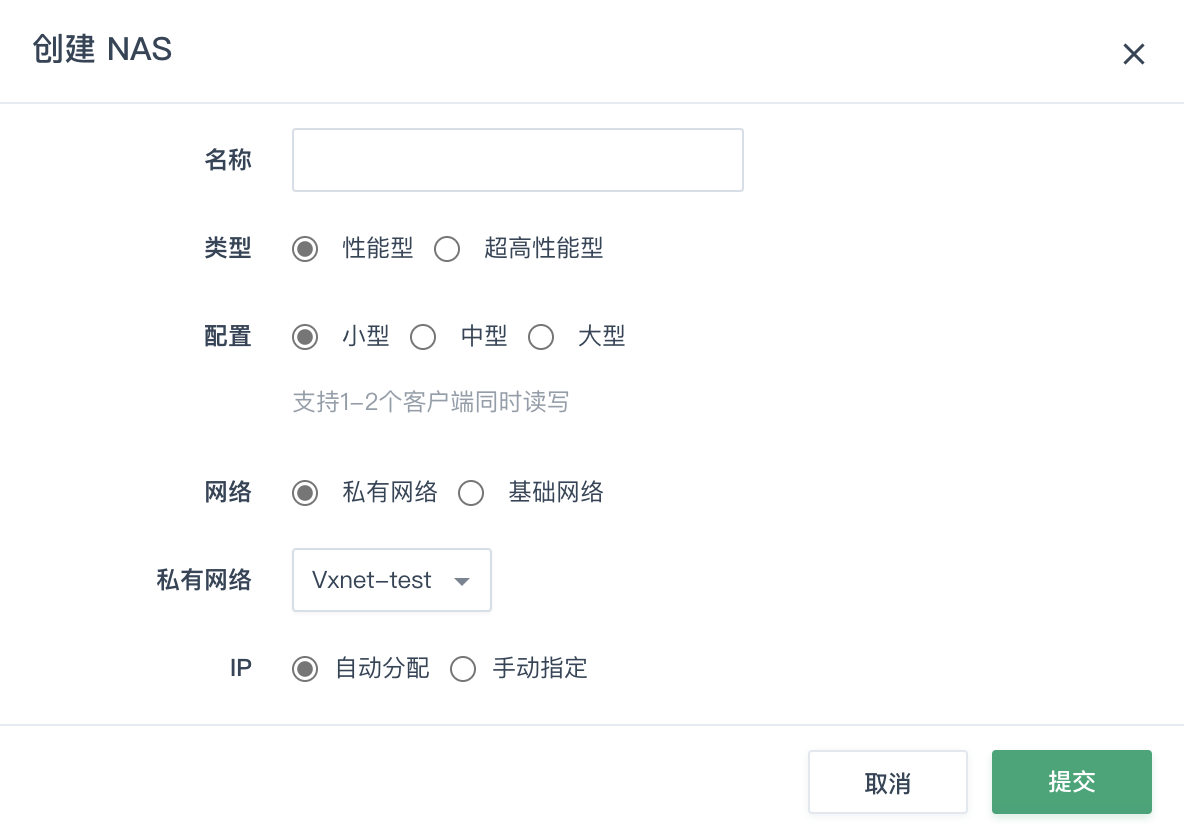 创建 NAS
名称
类型 性能型 超高性能型
配置 小型 中型 大型
支持1-2个客户端同时读写
网络 私有网络 基础网络
私有网络 Vxnet-test
IP 自动分配 手动指定
取消 提交